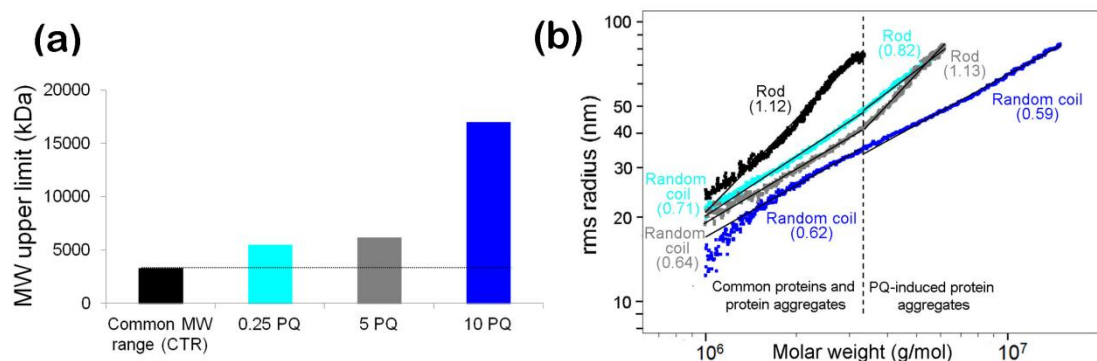 (a)
MW upper limit (kDa)
20000
15000
10000
5000
0
Common MW
range (CTR)
0.25 PQ
5 PQ
10 PQ
(b)
rms radius (nm)
100
50
40
30
20
10
Rod
(1.12)
Rod
(0.82)
Rod
(1.13)
Random coil
(0.59)
Random
coil
(0.71)
Random coil
(0.62)
Random
coil
(0.64)
Common proteins and
protein aggregates
PQ-induced protein
aggregates
10⁶
Molar weight (g/mol)
10⁷